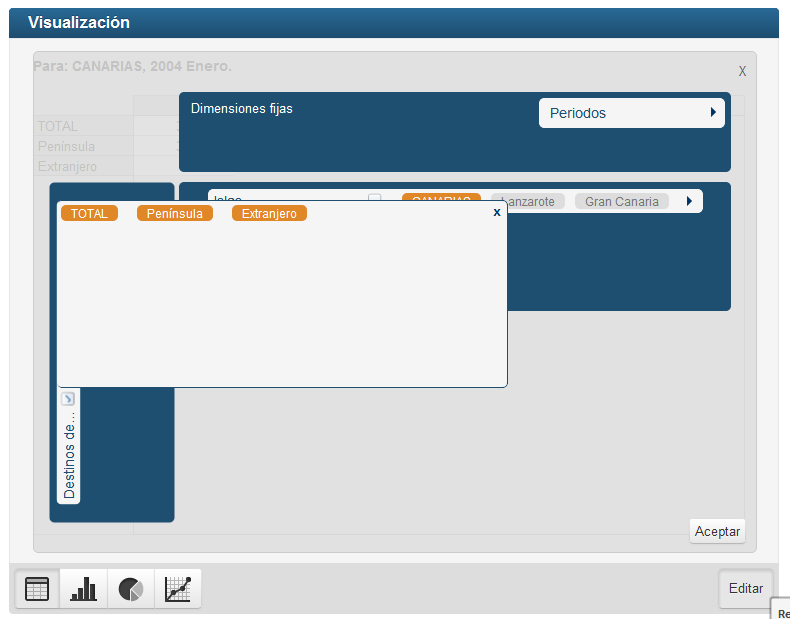 Visualización
Para: CANARIAS, 2004 Enero.
X
Dimensiones fijas
Periodos
TOTAL
Península
Extranjero
CANARIAS
Lanzarote
Gran Canaria
TOTAL
Península
Extranjero
x
Destinos de...
Aceptar
Editar
Re